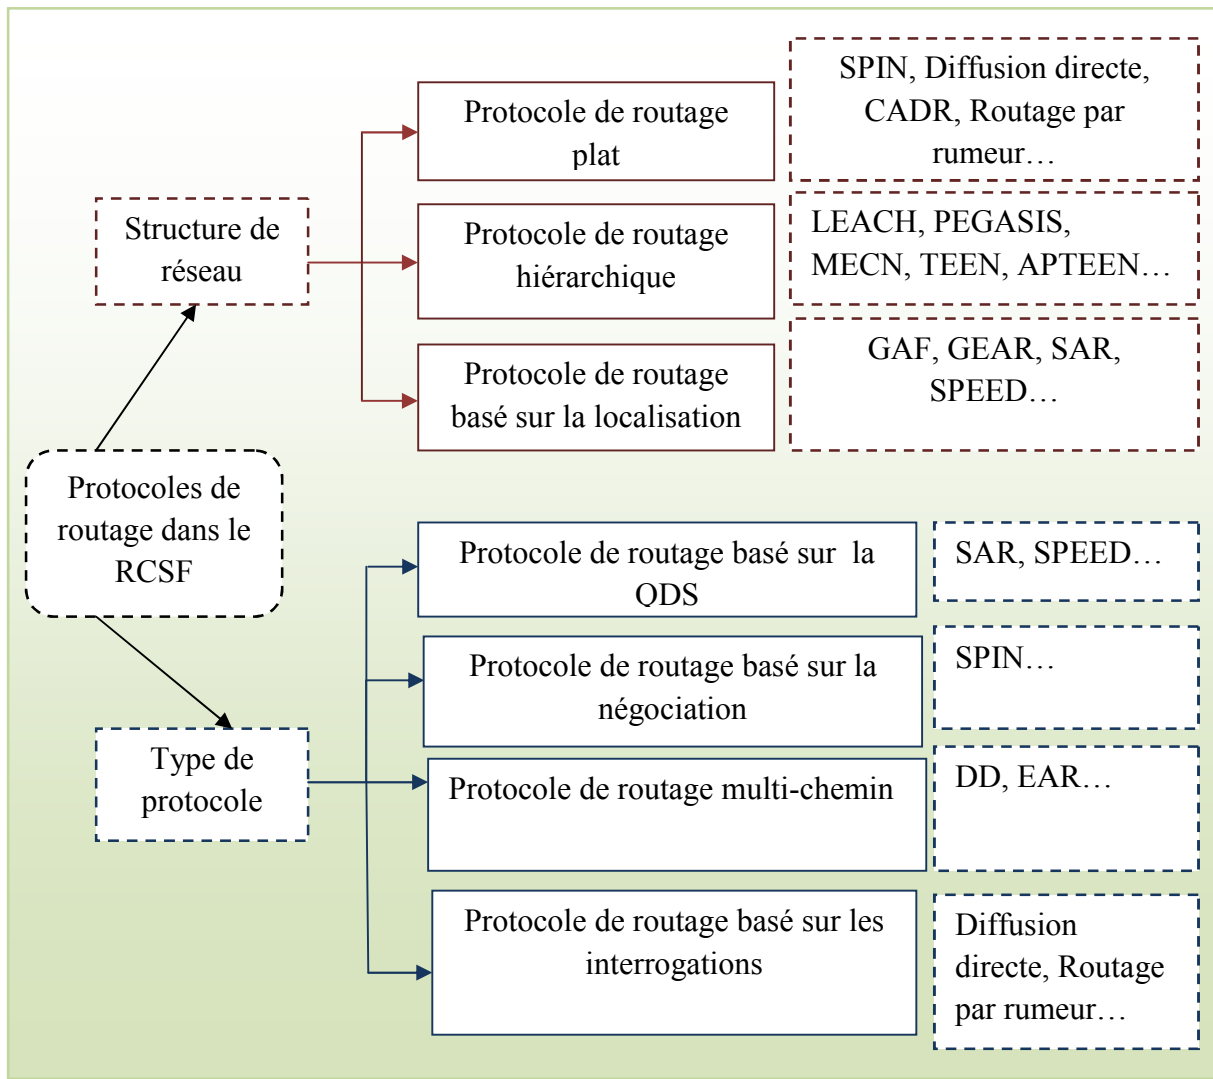 Protocole de routage
plat
SPIN, Diffusion directe,
CADR, Routage par
rumeur…
Structure de
réseau
Protocole de routage
hiérarchique
LEACH, PEGASIS,
MECN, TEEN, APTEEN…
Protocole de routage
basé sur la localisation
GAF, GEAR, SAR,
SPEED…
Protocoles de
routage dans le
RCSF
Protocole de routage basé sur  la
QDS
SAR, SPEED…
Protocole de routage basé sur la
négociation
SPIN…
Type de
protocole
Protocole de routage multi-chemin
DD, EAR…
Protocole de routage basé sur les
interrogations
Diffusion
directe, Routage
par rumeur…